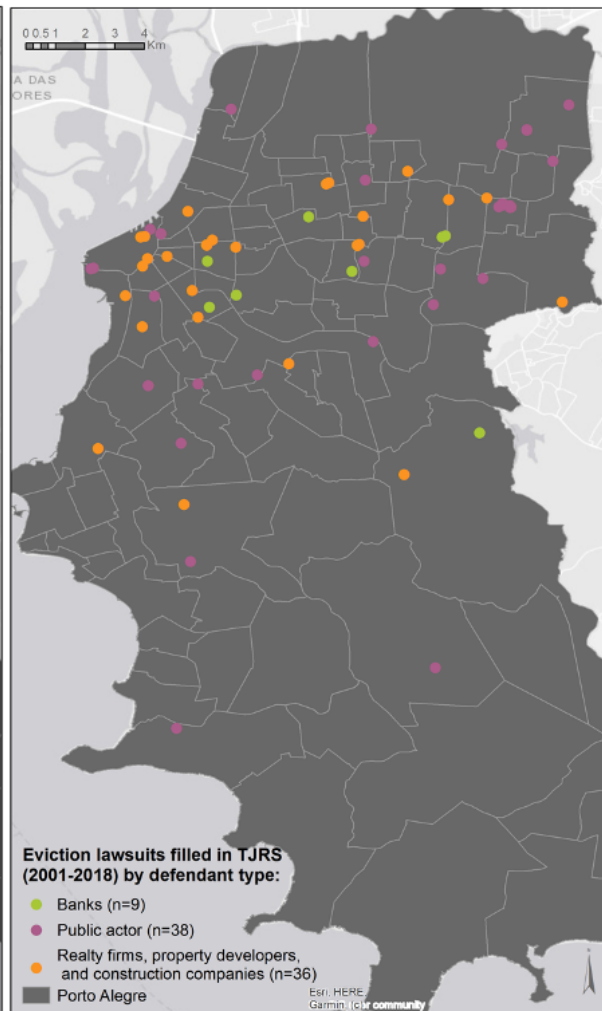 0 0.5 1 2 3 4
Km
A DAS
ORES
Eviction lawsuits filled in TJRS
(2001-2018) by defendant type:
Banks (n=9)
Public actor (n=38)
Realty firms, property developers,
and construction companies (n=36)
Porto Alegre
Esri, HERE
Garmin, (c) community